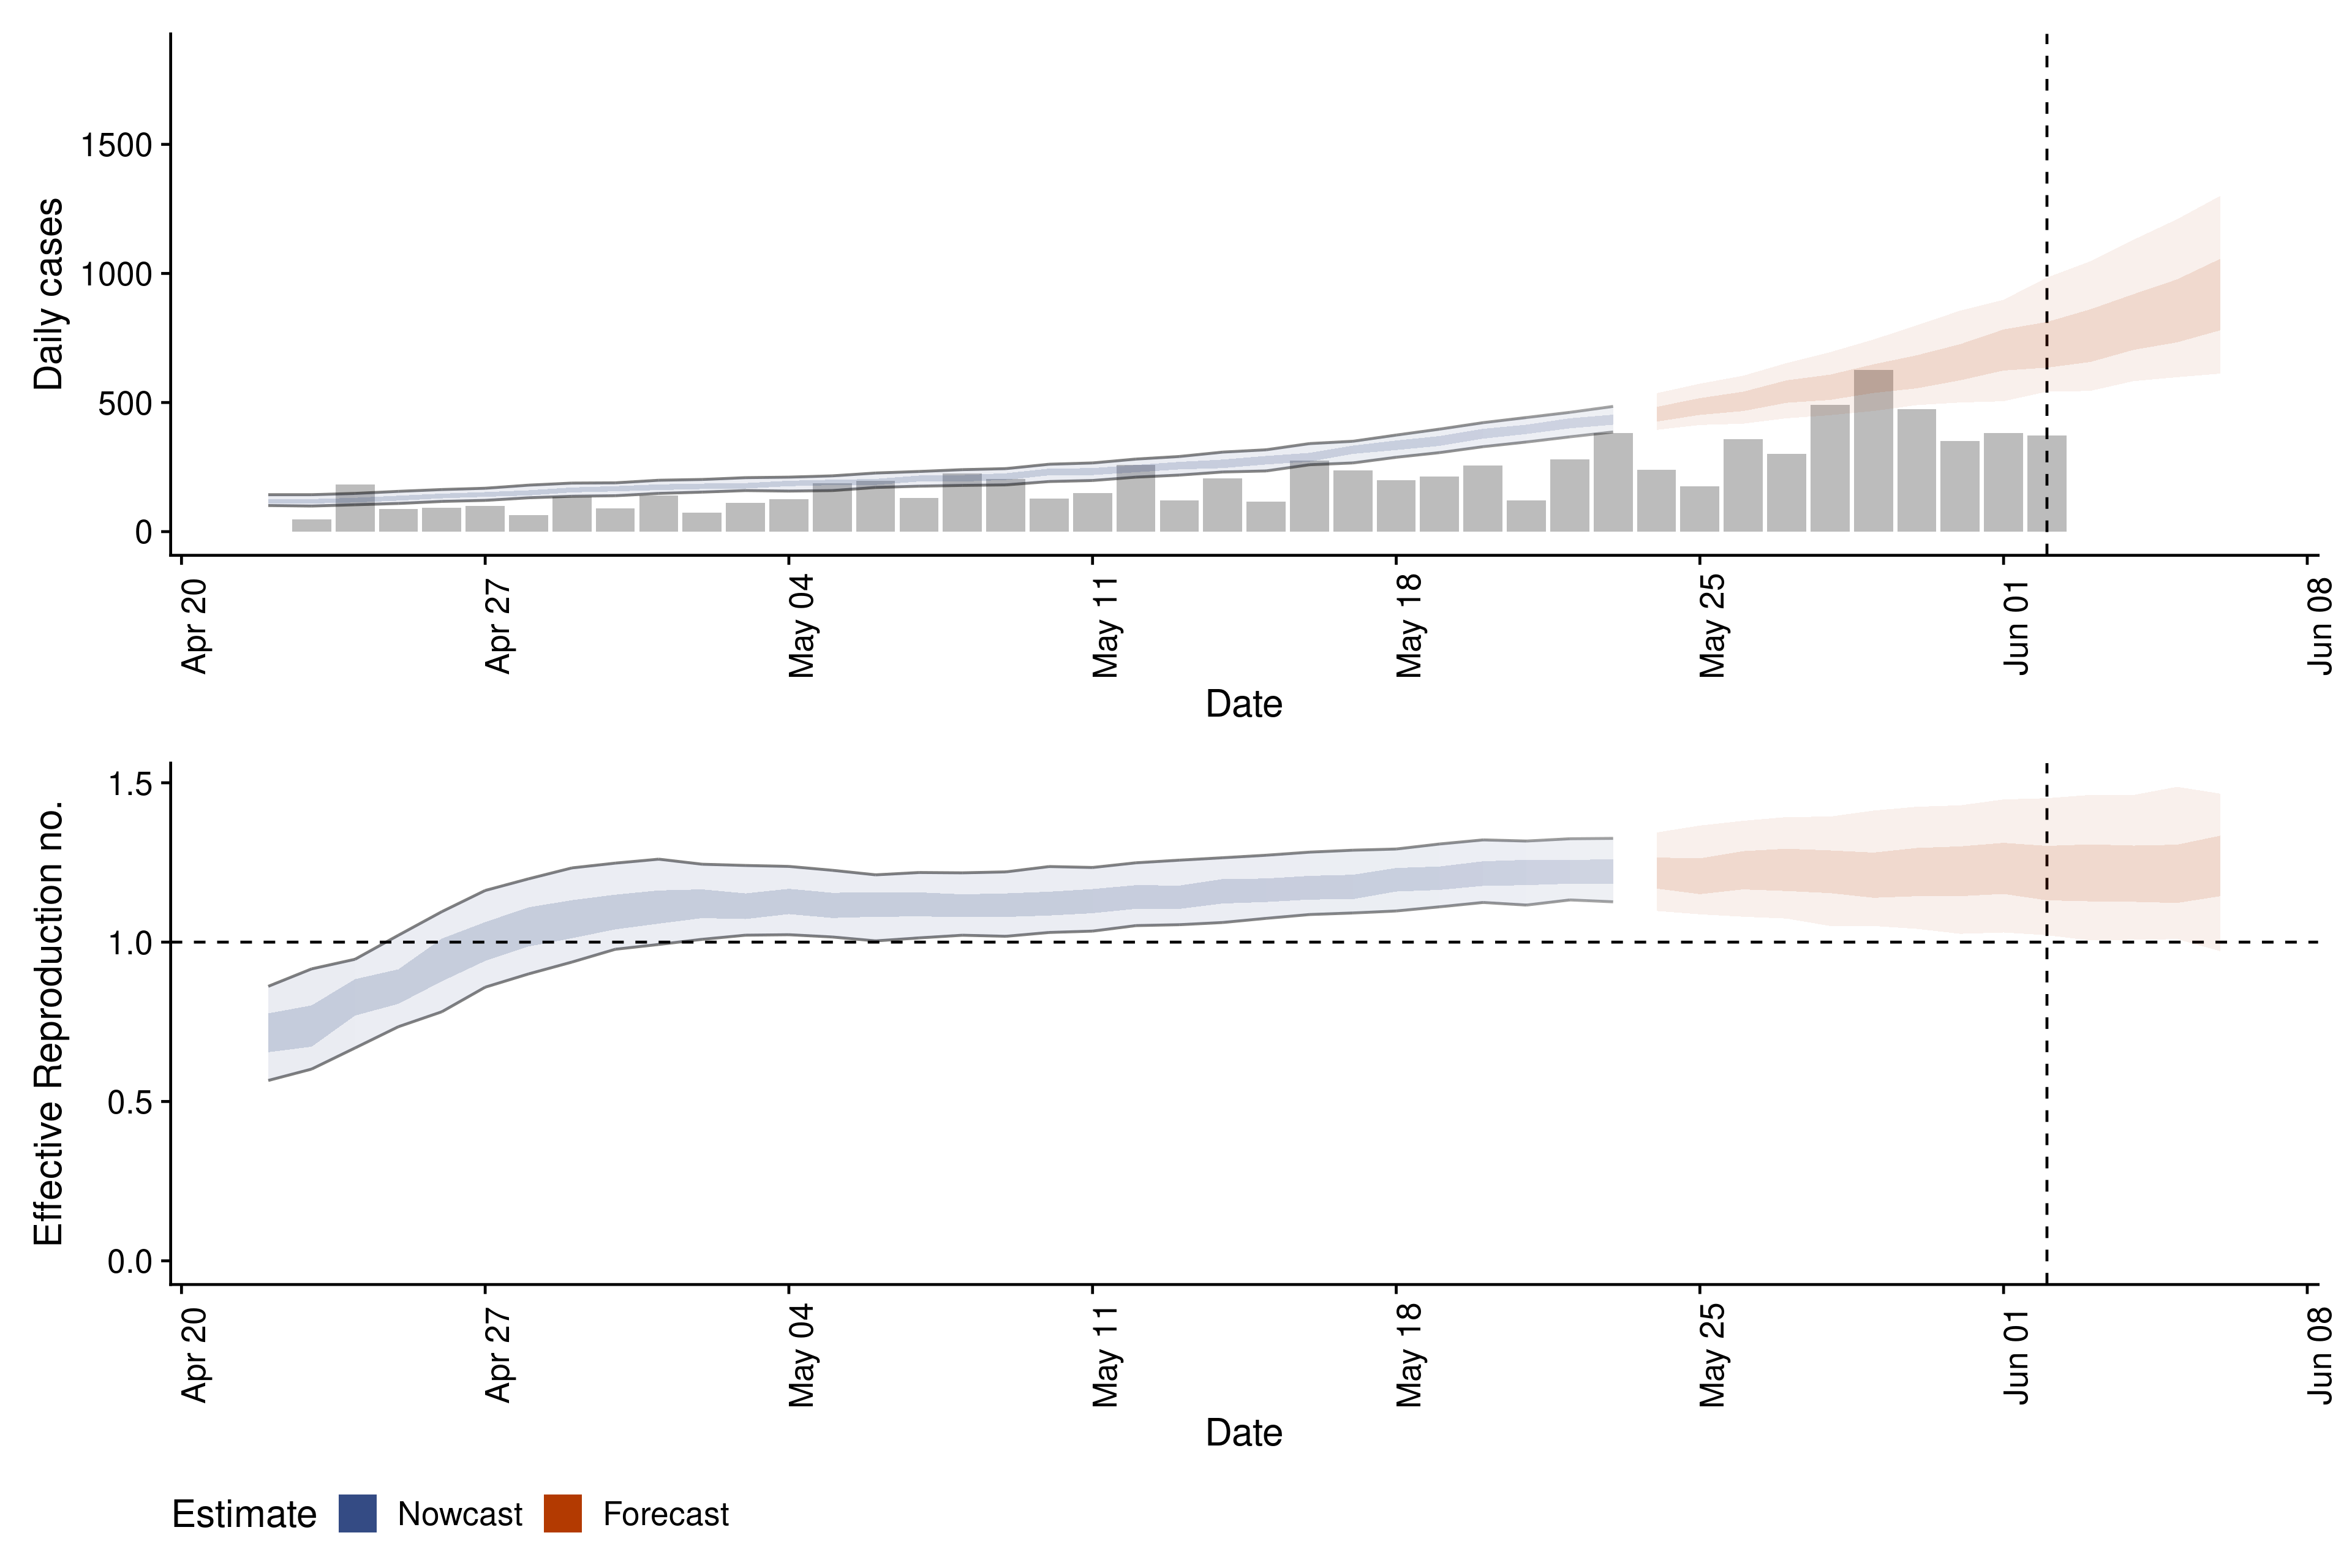 Daily cases
1500
1000
500
0
Apr 20
Apr 27
May 04
May 11
May 18
May 25
Jun 01
Jun 08
Date
Effective Reproduction no.
1.5
1.0
0.5
0.0
Apr 20
Apr 27
May 04
May 11
May 18
May 25
Jun 01
Jun 08
Date
Estimate Nowcast Forecast